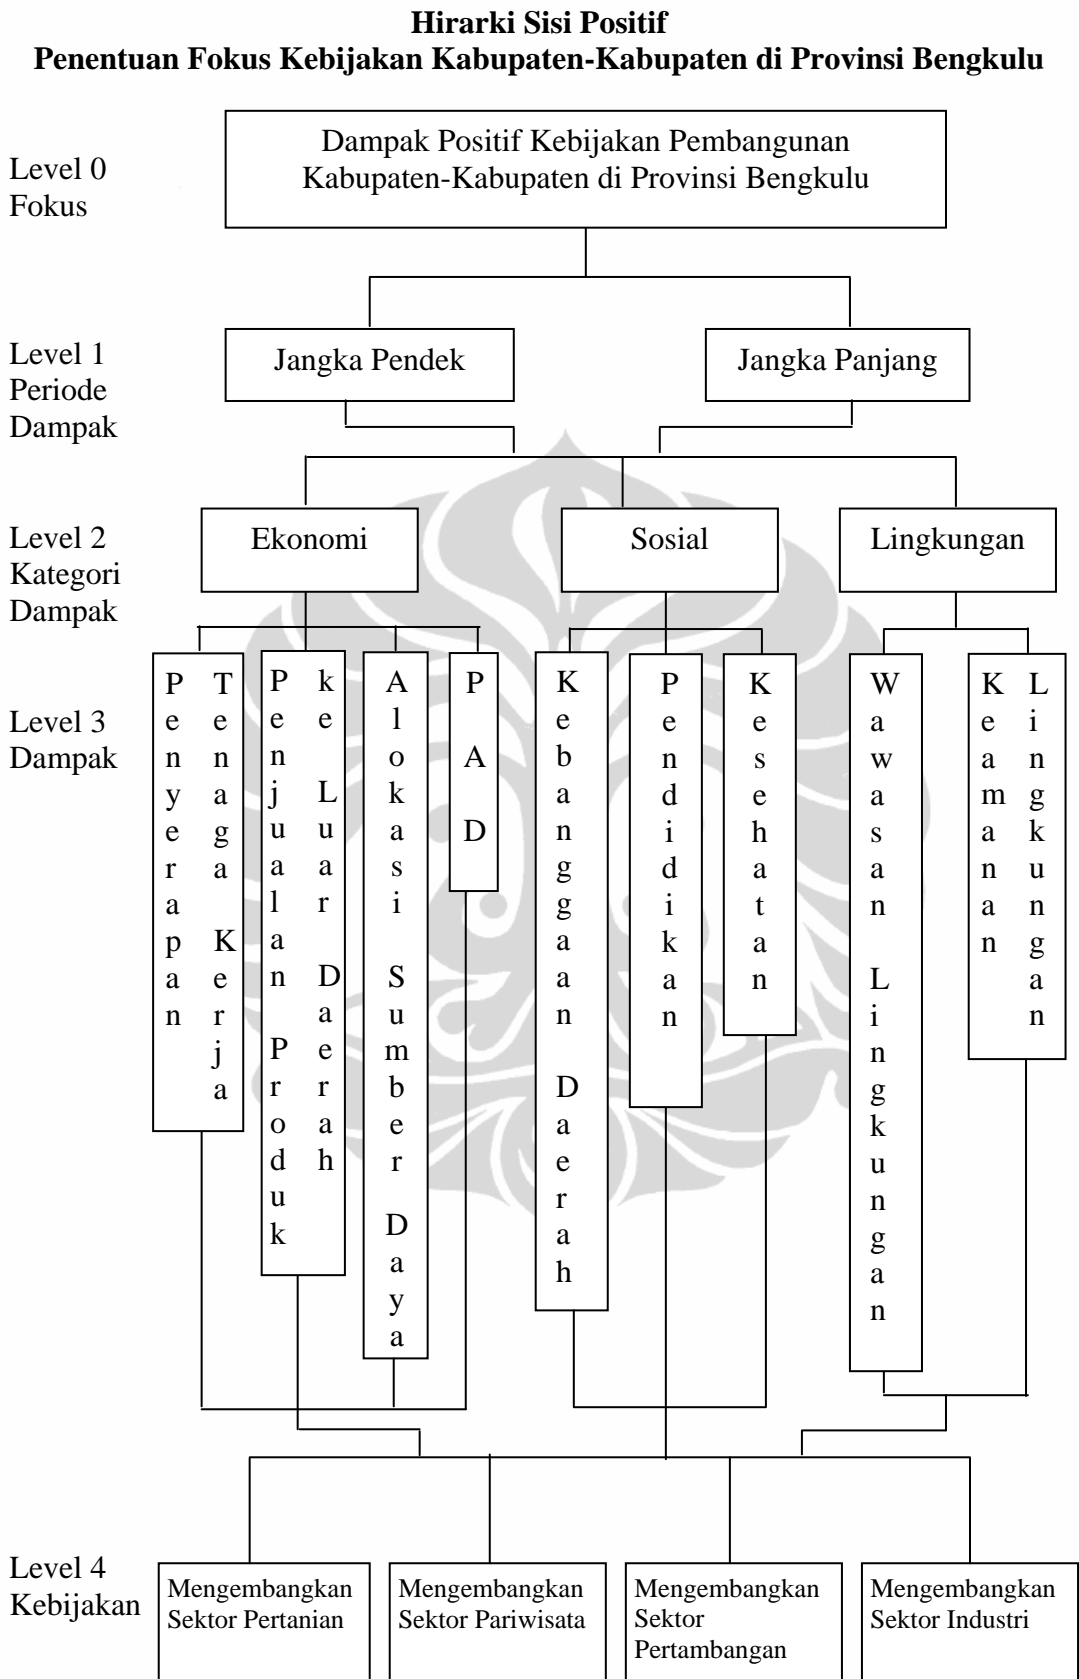 Hirarki Sisi Positif
Penentuan Fokus Kebijakan Kabupaten-Kabupaten di Provinsi Bengkulu
Level 0
Fokus
Dampak Positif Kebijakan Pembangunan
Kabupaten-Kabupaten di Provinsi Bengkulu
Level 1
Periode
Dampak
Jangka Pendek
Jangka Panjang
Level 2
Kategori
Dampak
Ekonomi
Sosial
Lingkungan
Level 3
Dampak
Penyerapan
Tenaga Kerja
Penjualan Produk
ke Luar Daerah
Alokasi Sumber Daya
PAD
Kebanggaan Daerah
Pendidikan
Kesehatan
Wawasan Lingkungan
Keamanan
Lingkungan
Level 4
Kebijakan
Mengembangkan
Sektor Pertanian
Mengembangkan
Sektor Pariwisata
Mengembangkan
Sektor
Pertambangan
Mengembangkan
Sektor Industri